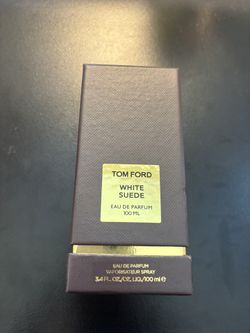 TOM FORD
WHITE
SUEDE
EAU DE PARFUM
100 ML
EAU DE PARFUM
VAPORISATEUR SPRAY
3.4 FL.OZ./OZ. LIQ./100 ml ℮